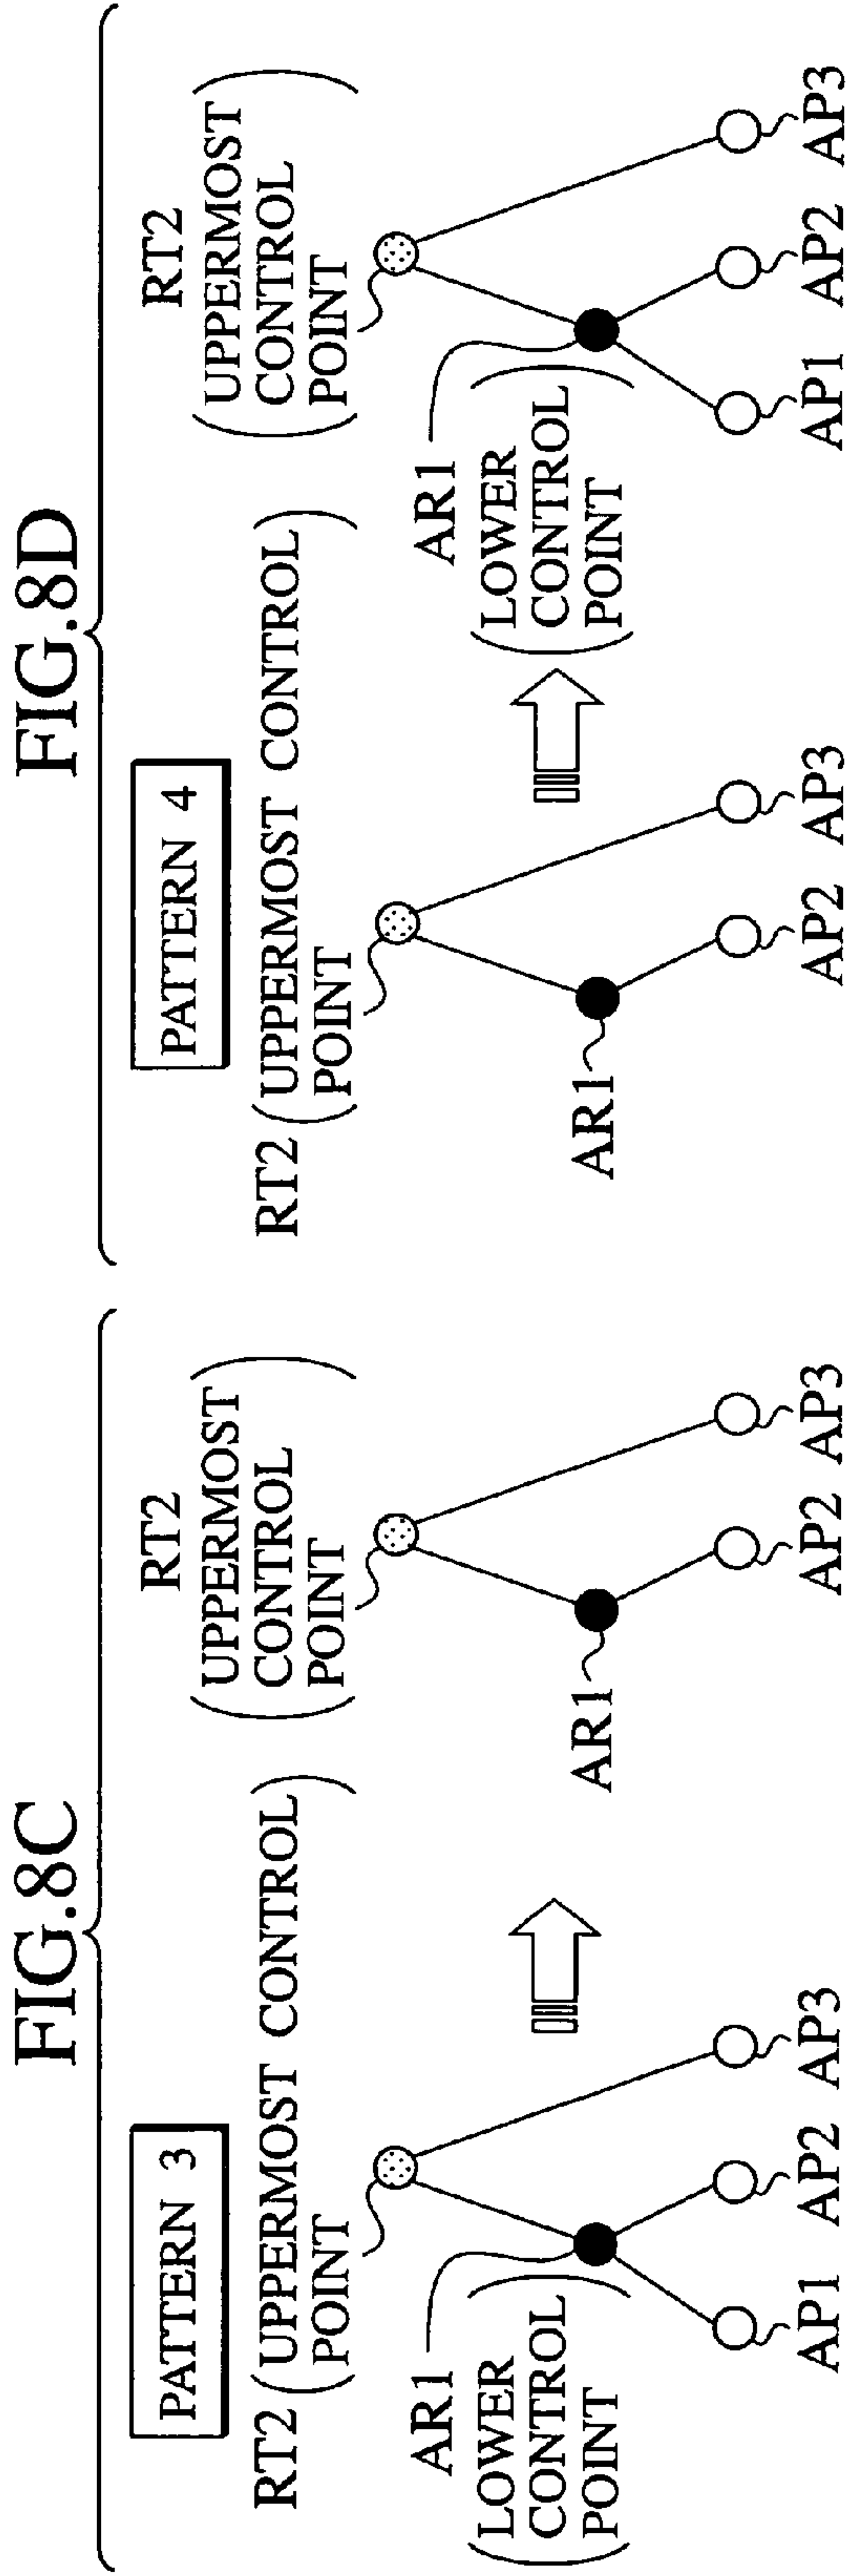 FIG.8C
PATTERN 3
RT2 (UPPERMOST CONTROL
POINT)
AR1
(LOWER
CONTROL
POINT)
AP1 AP2 AP3
RT2
(UPPERMOST
CONTROL
POINT)
AR1
AP2 AP3
FIG.8D
PATTERN 4
RT2 (UPPERMOST CONTROL
POINT)
AR1
AP2 AP3
RT2
(UPPERMOST
CONTROL
POINT)
AR1
(LOWER
CONTROL
POINT)
AP1 AP2 AP3